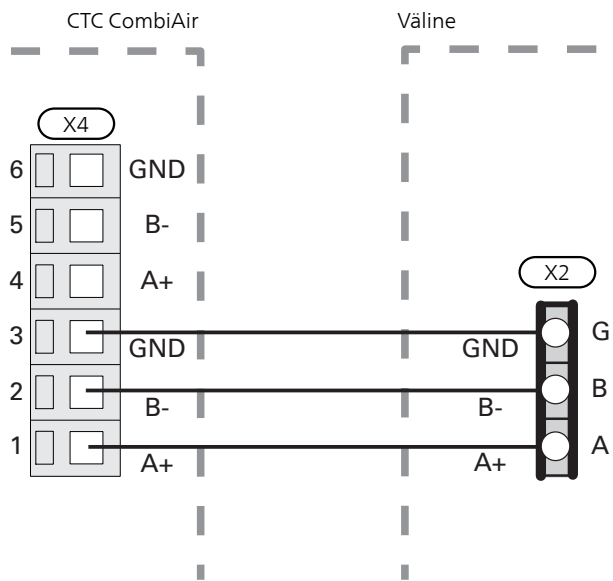 CTC CombiAir
Väline
X4
6 GND
5 B-
4 A+
X2
3 GND GND G
2 B- B- B
1 A+ A+ A